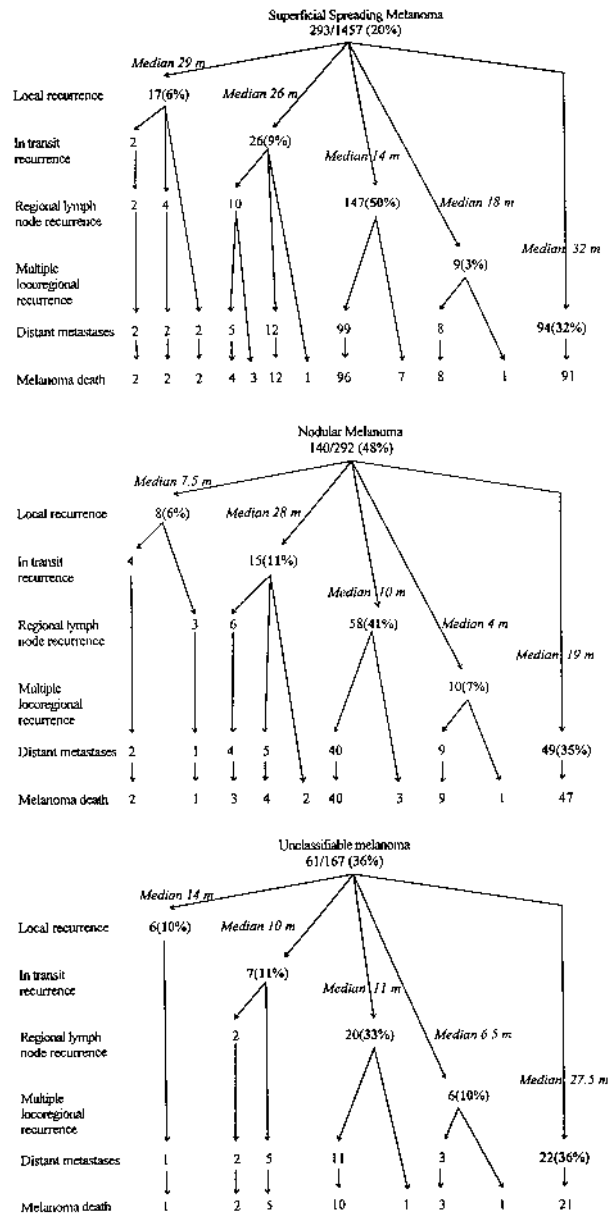 Superficial Spreading Melanoma
293/1457 (20%)
Median 29 m
Local recurrence 17(6%) Median 26 m
In transit 2 26(9%)
recurrence Median 14 m
Regional lymph 2 4 10 147(50%) Median 18 m
node recurrence
Multiple 9(3%) Median 32 m
locoregional
recurrence
Distant metastases 2 2 2 5 12 99 8 94(32%)
Melanoma death 2 2 2 4 3 12 1 96 7 8 1 91
Nodular Melanoma
140/292 (48%)
Median 7.5 m
Local recurrence 8(6%) Median 28 m
In transit 4 15(11%)
recurrence Median 10 m
Regional lymph 3 6 58(41%) Median 4 m
node recurrence
Median 19 m
Multiple 10(7%)
locoregional
recurrence
Distant metastases 2 1 4 5 40 9 49(35%)
Melanoma death 2 1 3 4 2 40 3 9 1 47
Unclassifiable melanoma
61/167 (36%)
Median 14 m
Local recurrence 6(10%) Median 10 m
In transit 7(11%)
recurrence Median 11 m
Regional lymph 2 20(33%) Median 6 5 m
node recurrence
Median 27.5 m
Multiple 6(10%)
locoregional
recurrence
Distant metastases 1 2 5 11 3 22(36%)
Melanoma death 1 2 5 10 1 3 1 21